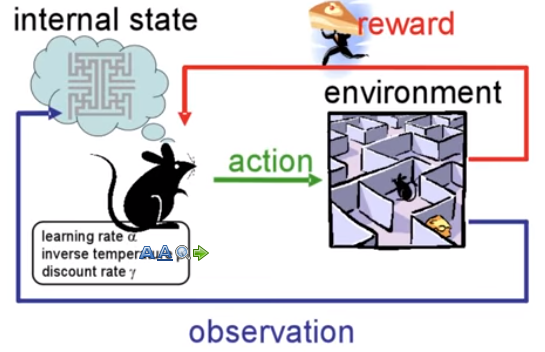 internal state
reward
environment
action
learning rate α
inverse temper
discount rate γ
observation